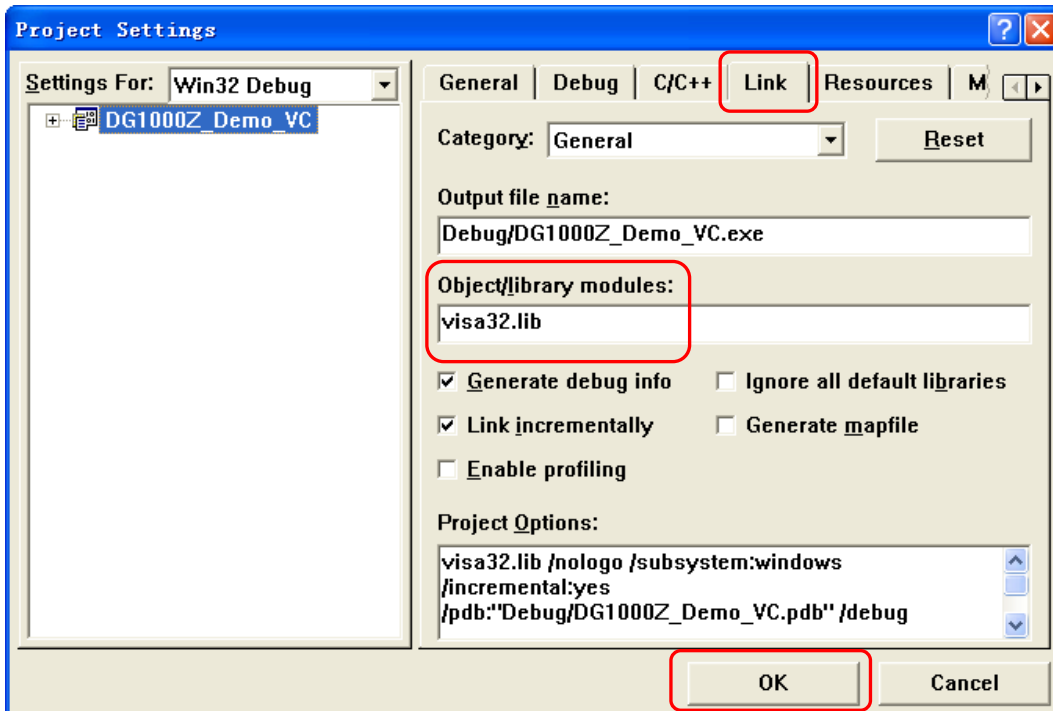 Project Settings
Settings For: Win32 Debug
DG1000Z_Demo_VC
General Debug C/C++ Link Resources M
Category: General Reset
Output file name:
Debug/DG1000Z_Demo_VC.exe
Object/library modules:
visa32.lib
Generate debug info Ignore all default libraries
Link incrementally Generate mapfile
Enable profiling
Project Options:
visa32.lib /nologo /subsystem:windows
/incremental:yes
/pdb:"Debug/DG1000Z_Demo_VC.pdb" /debug
OK Cancel